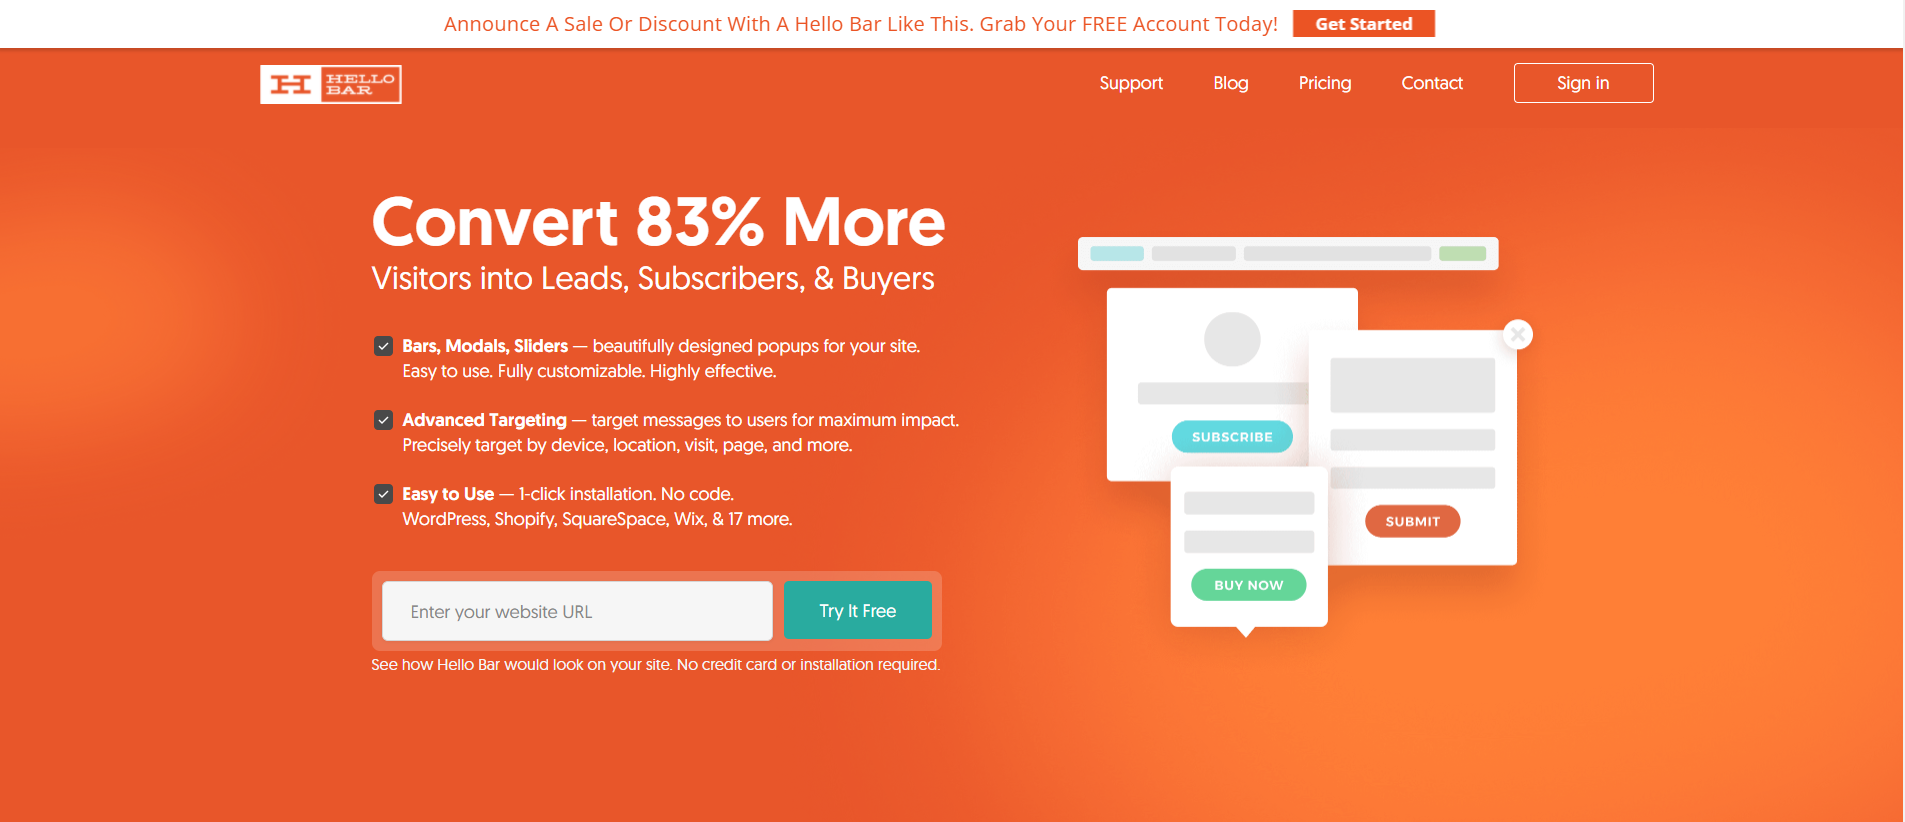 Announce A Sale Or Discount With A Hello Bar Like This. Grab Your FREE Account Today! Get Started
H HELLO BAR
Support Blog Pricing Contact Sign in
Convert 83% More
Visitors into Leads, Subscribers, & Buyers
Bars, Modals, Sliders — beautifully designed popups for your site.
Easy to use. Fully customizable. Highly effective.
Advanced Targeting — target messages to users for maximum impact.
Precisely target by device, location, visit, page, and more.
Easy to Use — 1-click installation. No code.
WordPress, Shopify, SquareSpace, Wix, & 17 more.
Enter your website URL
Try It Free
See how Hello Bar would look on your site. No credit card or installation required.
SUBSCRIBE
SUBMIT
BUY NOW